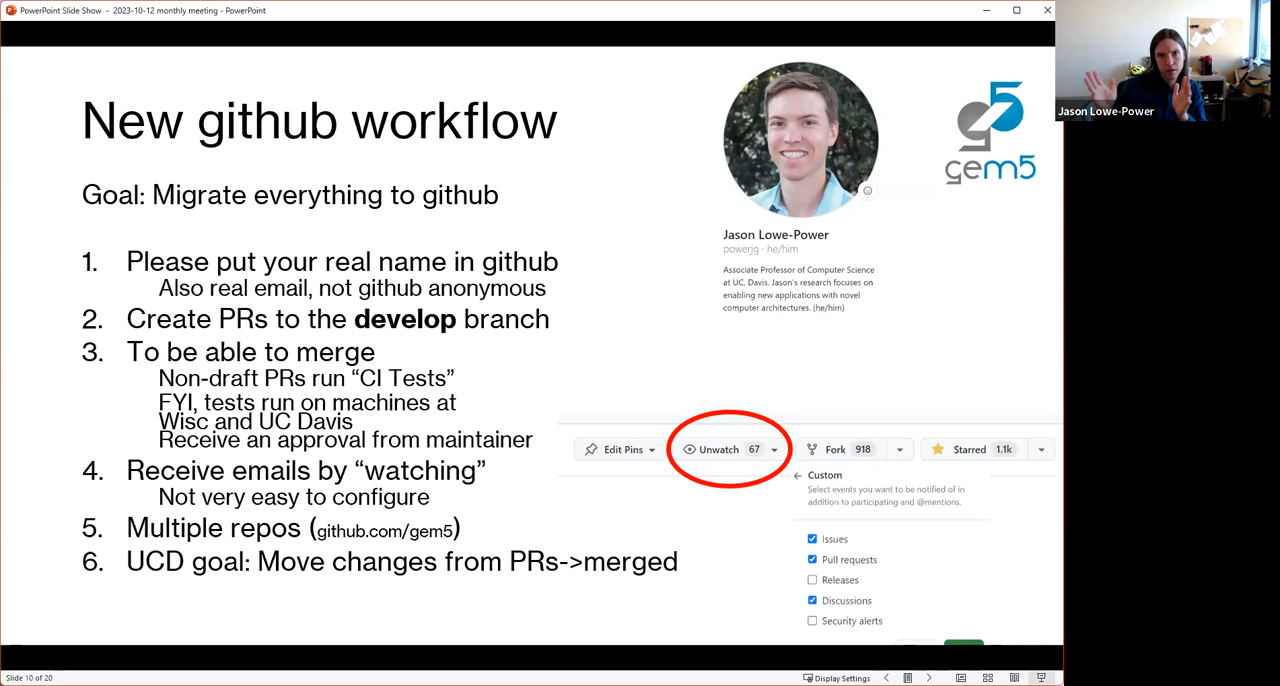 PowerPoint Slide Show - 2023-10-12 monthly meeting - PowerPoint
New github workflow
Goal: Migrate everything to github
1. Please put your real name in github
Also real email, not github anonymous
2. Create PRs to the develop branch
3. To be able to merge
Non-draft PRs run “CI Tests”
FYI, tests run on machines at
Wisc and UC Davis
Receive an approval from maintainer
4. Receive emails by “watching”
Not very easy to configure
5. Multiple repos (github.com/gem5)
6. UCD goal: Move changes from PRs->merged
gem5
Jason Lowe-Power
powerjg · he/him
Associate Professor of Computer Science
at UC, Davis. Jason's research focuses on
enabling new applications with novel
computer architectures. (he/him)
Edit Pins
Unwatch 67
Fork 918
Starred 1.1k
Custom
Select events you want to be notified of in
addition to participating and @mentions.
Issues
Pull requests
Releases
Discussions
Security alerts
Jason Lowe-Power
Slide 10 of 20
Display Settings